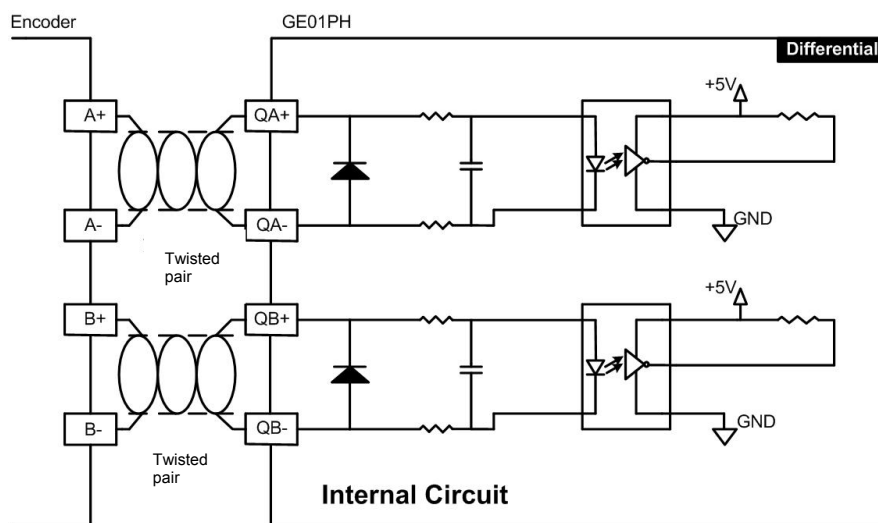 Encoder
GE01PH
Differential
A+
QA+
+5V
A-
QA-
GND
Twisted
pair
+5V
B+
QB+
B-
QB-
GND
Twisted
pair
Internal Circuit